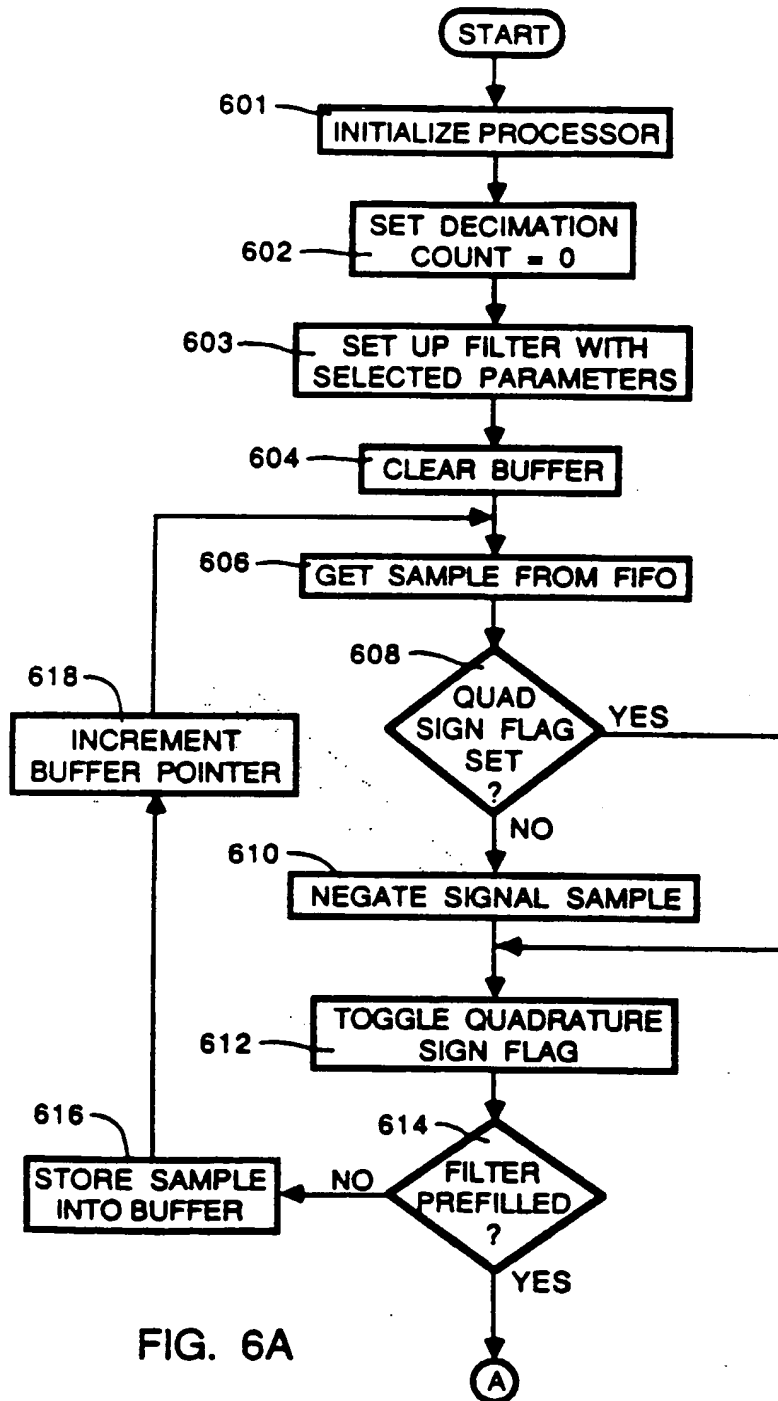 START
601
INITIALIZE PROCESSOR
SET DECIMATION
602
COUNT = 0
603
SET UP FILTER WITH
SELECTED PARAMETERS
604
CLEAR BUFFER
606
GET SAMPLE FROM FIFO
608
618
QUAD
SIGN FLAG
SET
?
YES
INCREMENT
BUFFER POINTER
NO
610
NEGATE SIGNAL SAMPLE
TOGGLE QUADRATURE
612
SIGN FLAG
616
614
STORE SAMPLE
INTO BUFFER
NO
FILTER
PREFILLED
?
YES
FIG. 6A
A